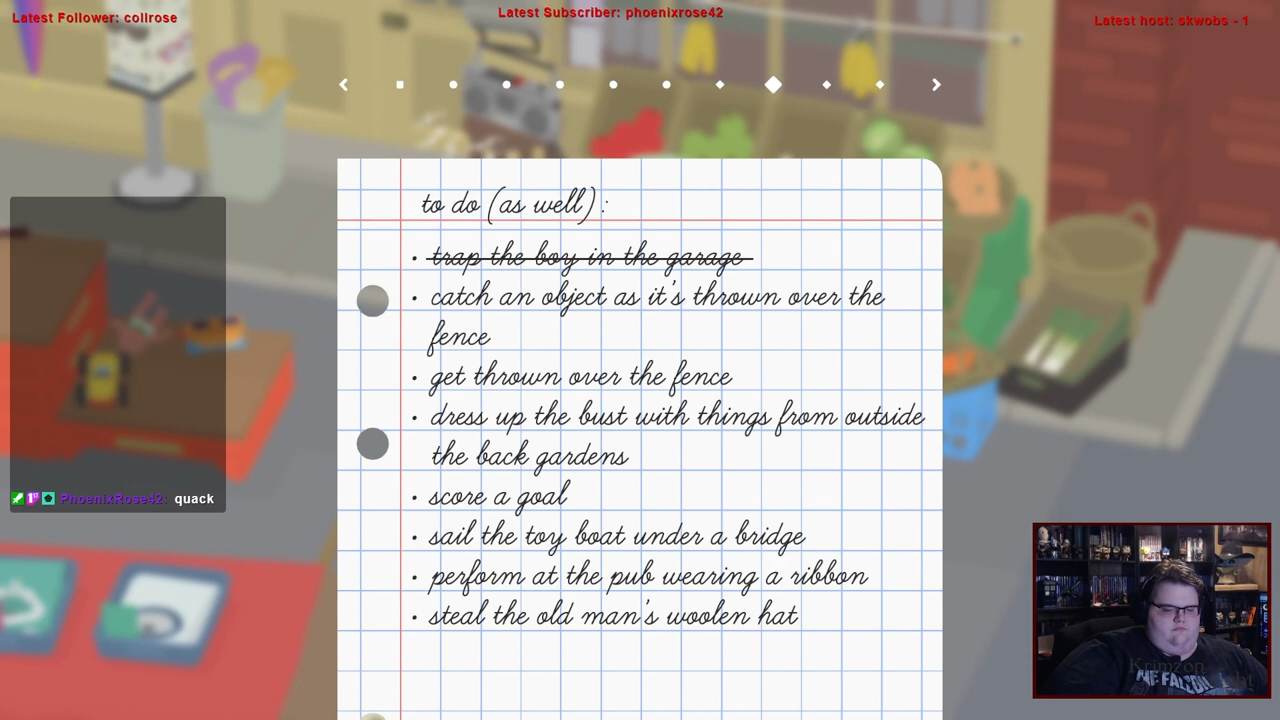 Latest Follower: collrose
Latest Subscriber: phoenixrose42
Latest host: skwobs - 1
to do (as well) :
• trap the boy in the garage
• catch an object as it's thrown over the
fence
• get thrown over the fence
• dress up the bust with things from outside
the back gardens
• score a goal
• sail the toy boat under a bridge
• perform at the pub wearing a ribbon
• steal the old man's woolen hat
PhoenixRose42: quack
Krimzon